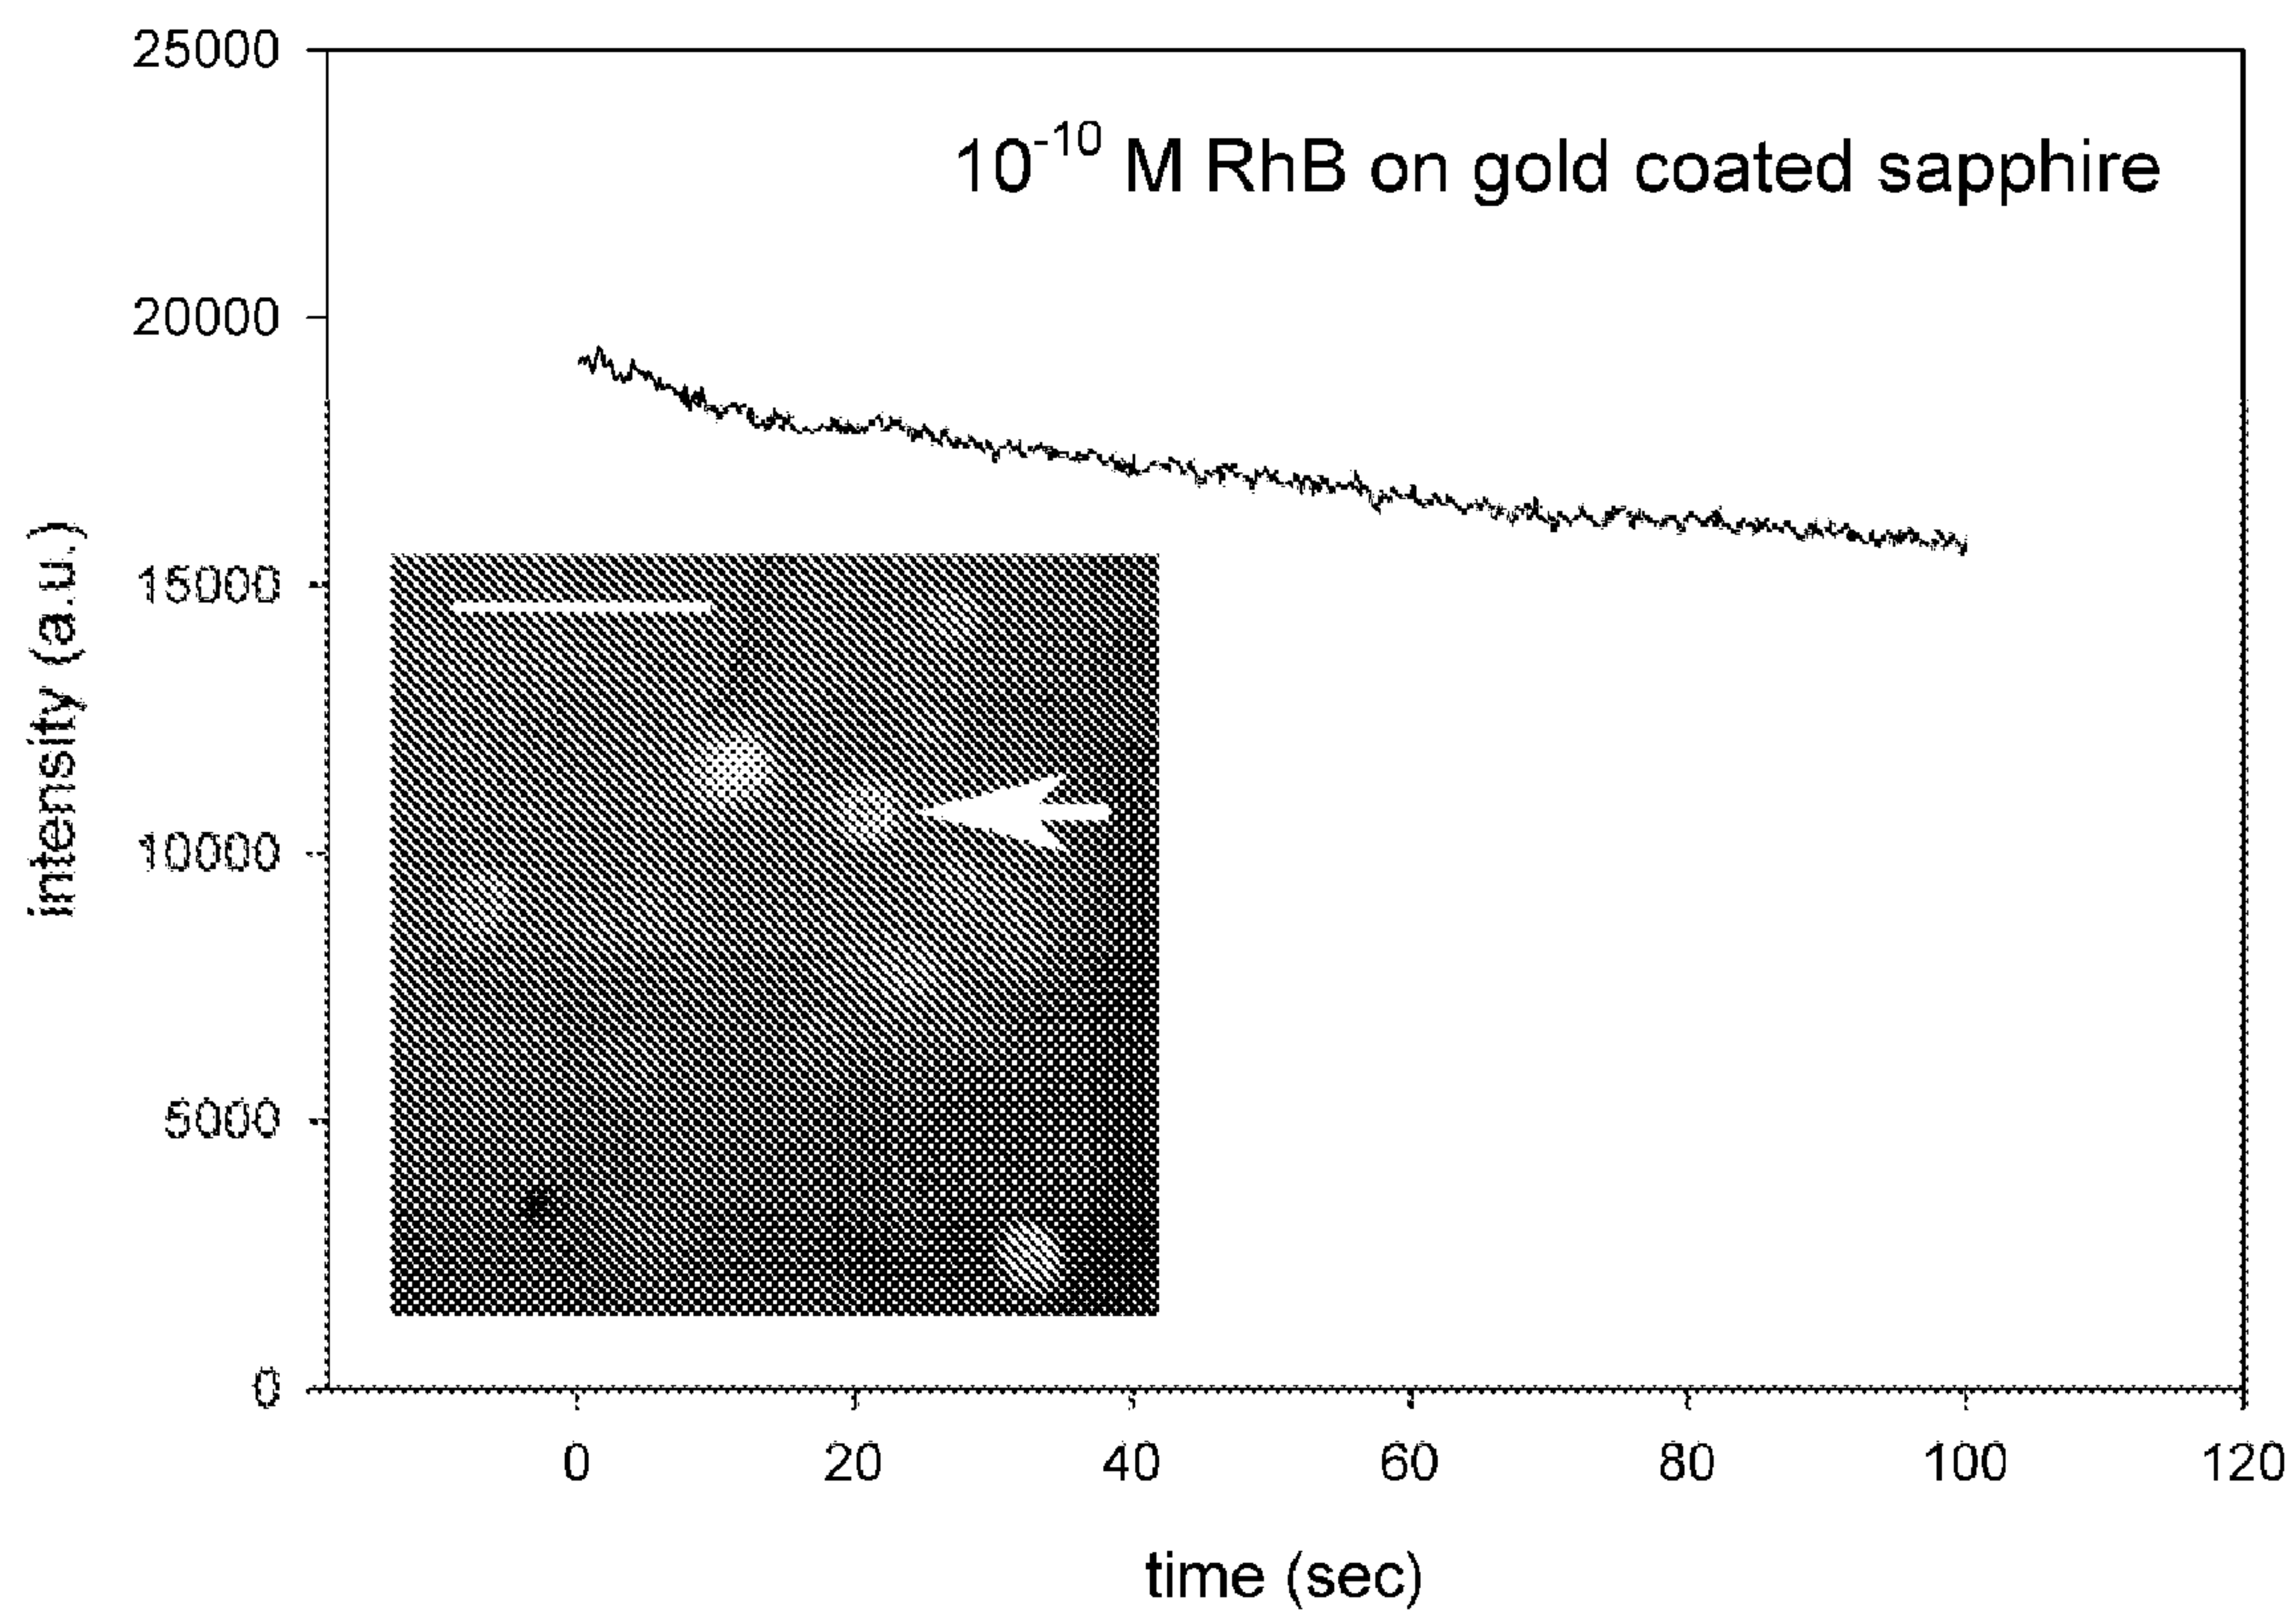 25000
10⁻¹⁰ M RhB on gold coated sapphire
20000
15000
10000
5000
0
intensity (a.u.)
0 20 40 60 80 100 120
time (sec)